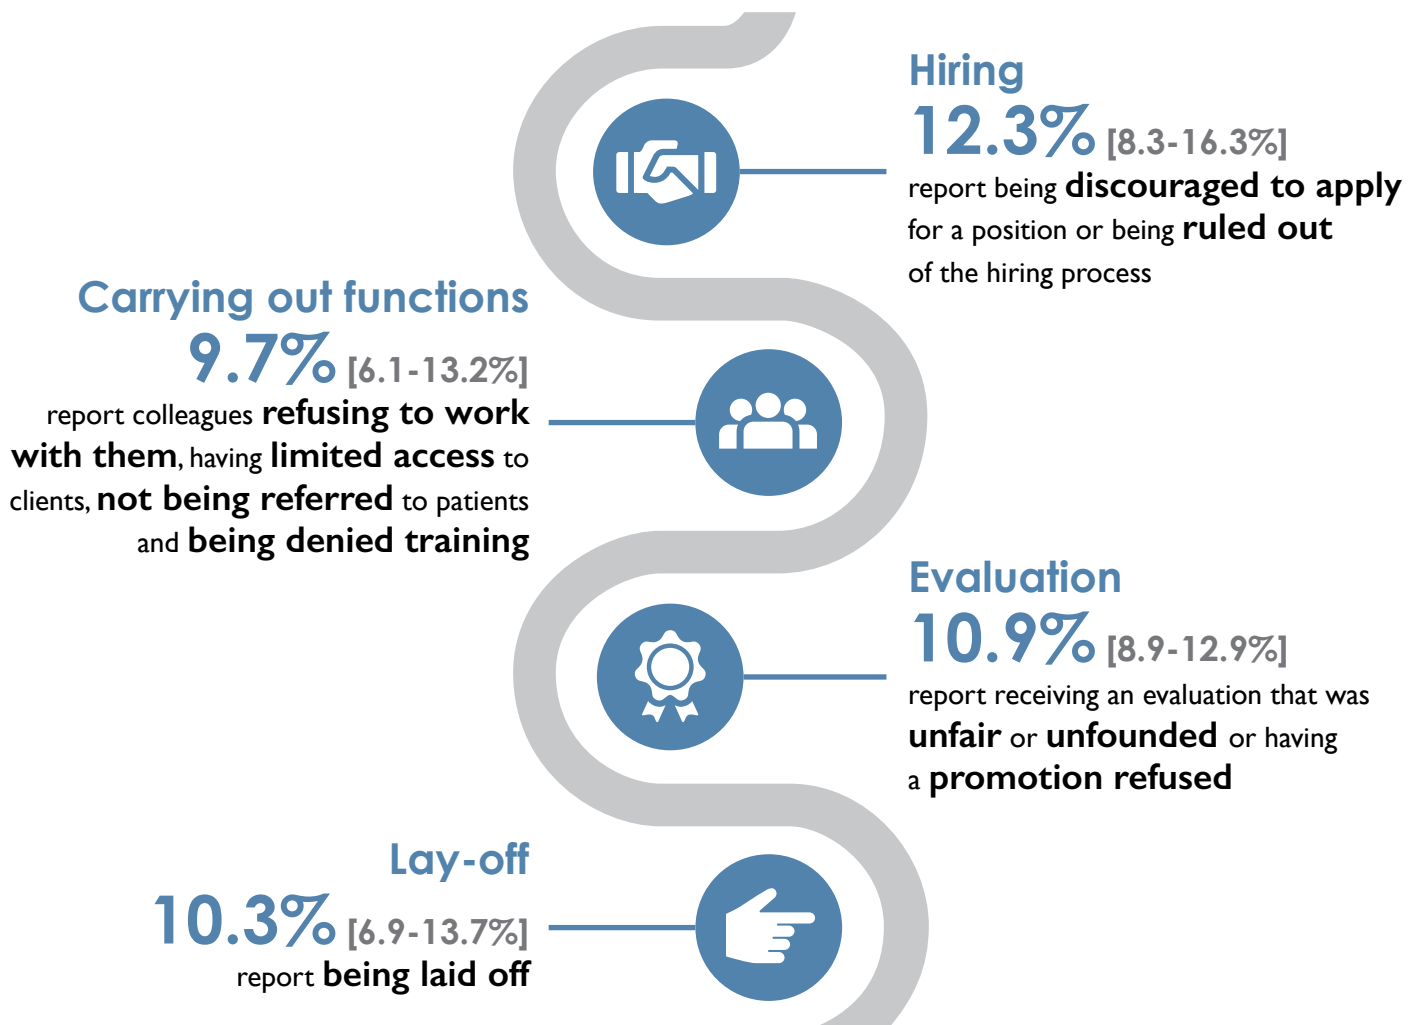 Hiring
12.3% [8.3-16.3%]
report being discouraged to apply
for a position or being ruled out
of the hiring process
Carrying out functions
9.7% [6.1-13.2%]
report colleagues refusing to work
with them, having limited access to
clients, not being referred to patients
and being denied training
Evaluation
10.9% [8.9-12.9%]
report receiving an evaluation that was
unfair or unfounded or having
a promotion refused
Lay-off
10.3% [6.9-13.7%]
report being laid off